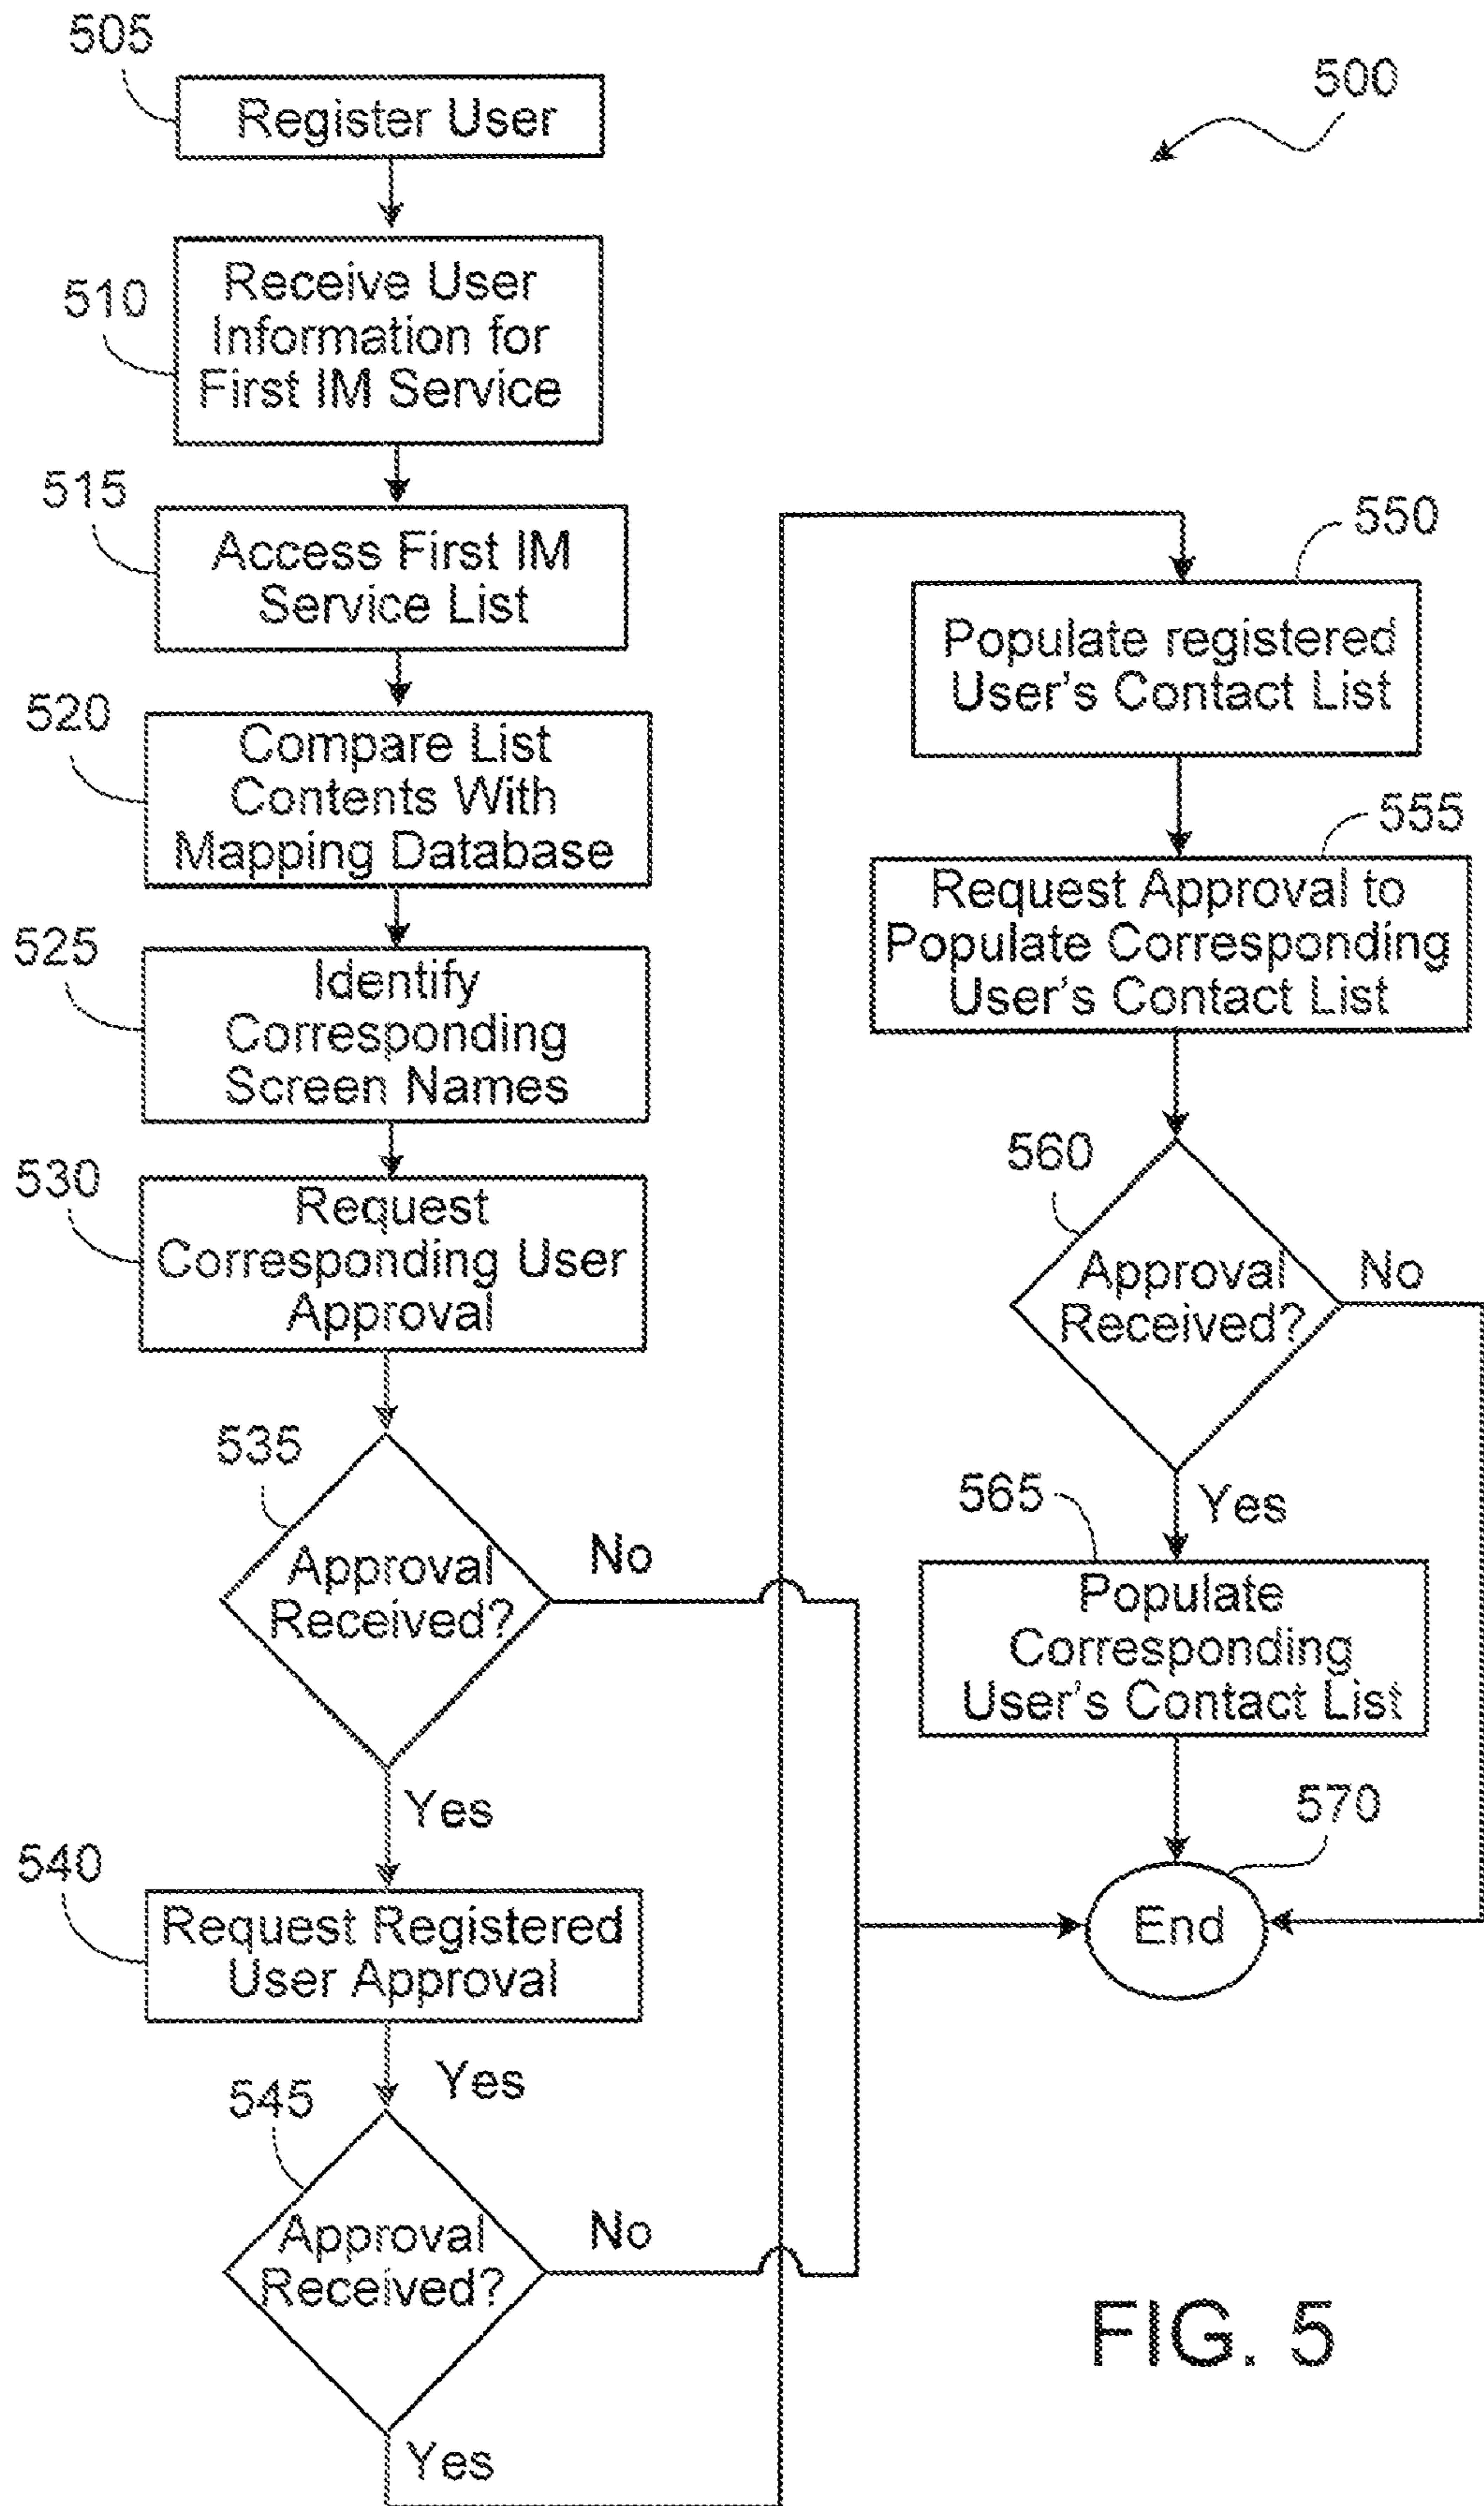 505
Register User
500
510
Receive User
Information for
First IM Service
515
Access First IM
Service List
520
Compare List
Contents With
Mapping Database
525
Identify
Corresponding
Screen Names
530
Request
Corresponding User
Approval
535
Approval
Received?
No
Yes
540
Request Registered
User Approval
Yes
545
Approval
Received?
No
Yes
550
Populate registered
User's Contact List
555
Request Approval to
Populate Corresponding
User's Contact List
560
Approval
Received?
No
Yes
565
Populate
Corresponding
User's Contact List
570
End
FIG. 5